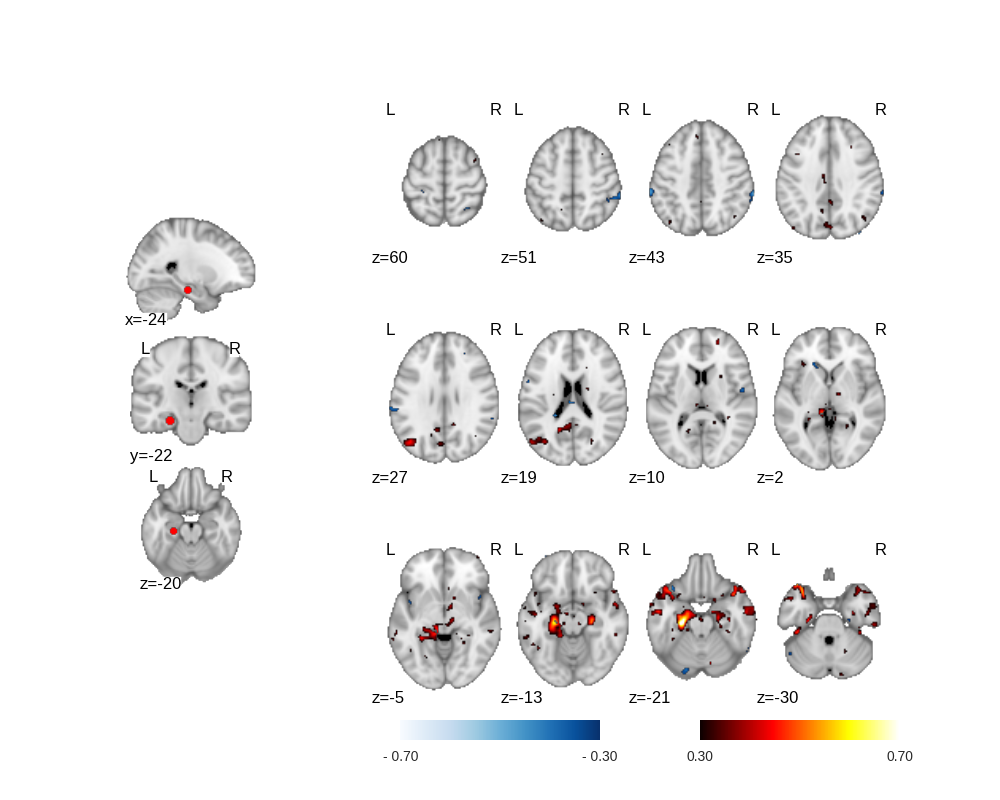 L R L R L R L R
z=60 z=51 z=43 z=35
x=-24
L R
y=-22
L R
z=-20
L R L R L R L R
z=27 z=19 z=10 z=2
L R L R L R L R
z=-5 z=-13 z=-21 z=-30
- 0.70 - 0.30 0.30 0.70